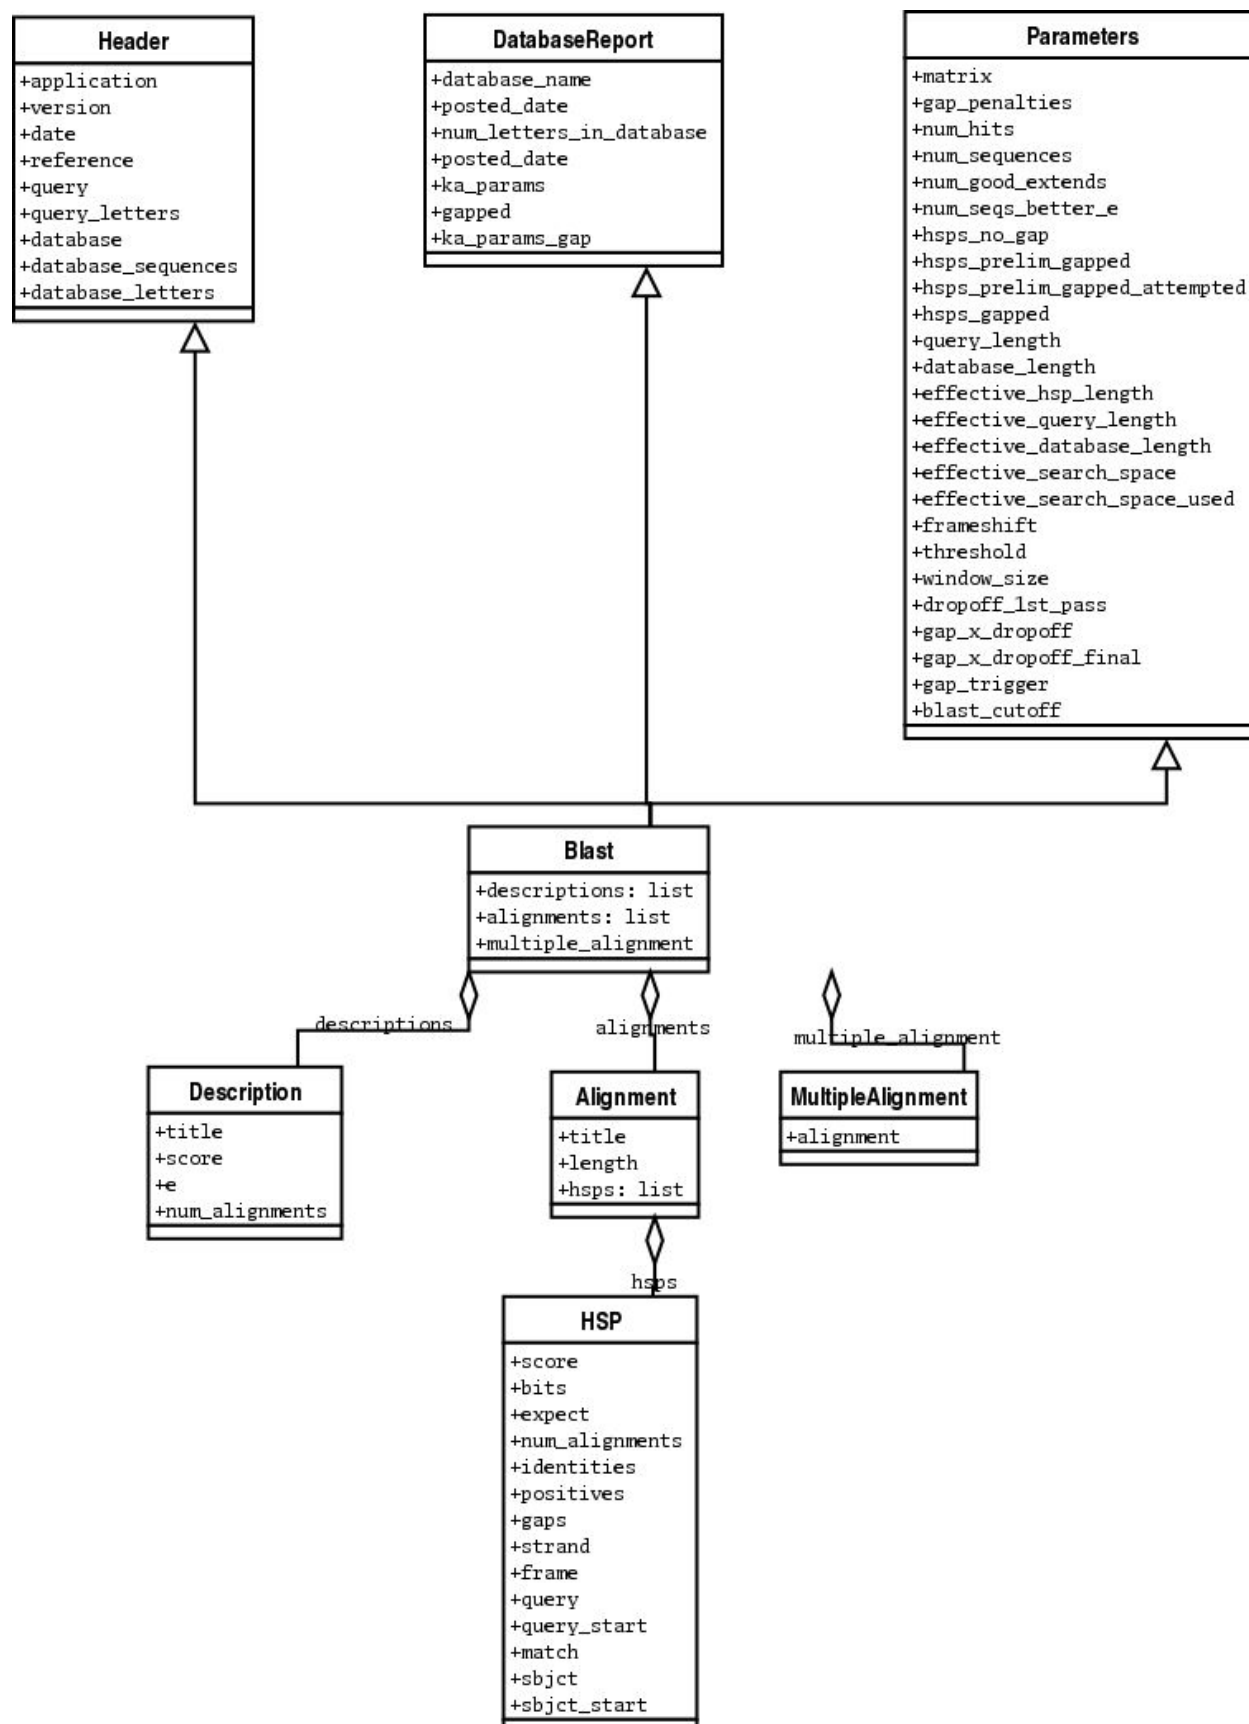 Header
+application
+version
+date
+reference
+query
+query_letters
+database
+database_sequences
+database_letters
DatabaseReport
+database_name
+posted_date
+num_letters_in_database
+posted_date
+ka_params
+gapped
+ka_params_gap
Parameters
+matrix
+gap_penalties
+num_hits
+num_sequences
+num_good_extends
+num_seqs_better_e
+hsps_no_gap
+hsps_prelim_gapped
+hsps_prelim_gapped_attempted
+hsps_gapped
+query_length
+database_length
+effective_hsp_length
+effective_query_length
+effective_database_length
+effective_search_space
+effective_search_space_used
+frameshift
+threshold
+window_size
+dropoff_1st_pass
+gap_x_dropoff
+gap_x_dropoff_final
+gap_trigger
+blast_cutoff
Blast
+descriptions: list
+alignments: list
+multiple_alignment
descriptions
alignments
multiple_alignment
Description
+title
+score
+e
+num_alignments
Alignment
+title
+length
+hsps: list
MultipleAlignment
+alignment
hsps
HSP
+score
+bits
+expect
+num_alignments
+identities
+positives
+gaps
+strand
+frame
+query
+query_start
+match
+sbjct
+sbjct_start